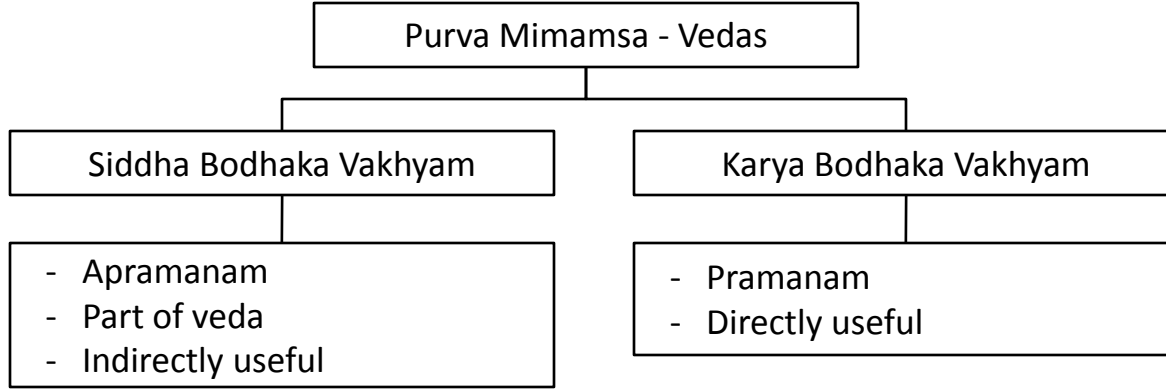 Purva Mimamsa - Vedas
Siddha Bodhaka Vakhyam
Karya Bodhaka Vakhyam
- Apramanam
- Part of veda
- Indirectly useful
- Pramanam
- Directly useful